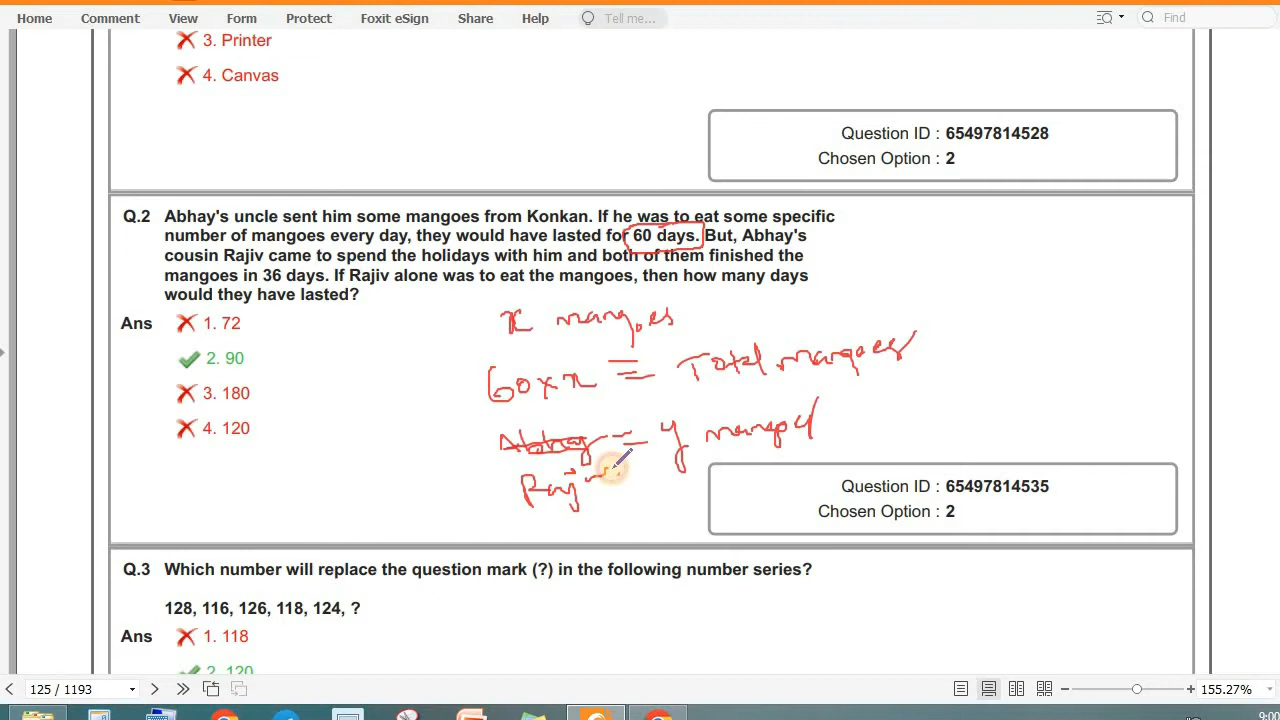 Home Comment View Form Protect Foxit eSign Share Help Tell me... Find
3. Printer
4. Canvas
Question ID : 65497814528
Chosen Option : 2
Q.2 Abhay's uncle sent him some mangoes from Konkan. If he was to eat some specific
number of mangoes every day, they would have lasted for 60 days. But, Abhay's
cousin Rajiv came to spend the holidays with him and both of them finished the
mangoes in 36 days. If Rajiv alone was to eat the mangoes, then how many days
would they have lasted?
Ans 1. 72
2. 90
3. 180
4. 120
x mangoes
60 × x = Total mangoes
= y mangoes
Question ID : 65497814535
Chosen Option : 2
Q.3 Which number will replace the question mark (?) in the following number series?
128, 116, 126, 118, 124, ?
Ans 1. 118
2. 120
125 / 1193 155.27%
9:00